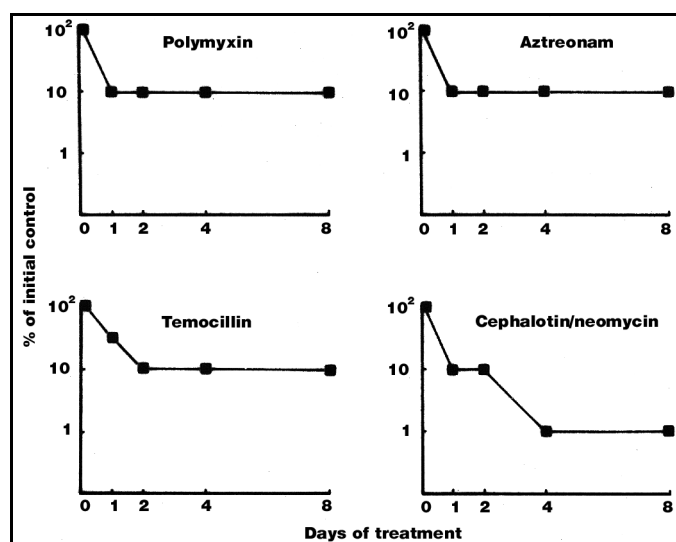 Polymyxin
10²
10
1
0 1 2 4 8
Aztreonam
10²
10
1
0 1 2 4 8
% of initial control
Temocillin
10²
10
1
0 1 2 4 8
Cephalotin/neomycin
10²
10
1
0 1 2 4 8
Days of treatment